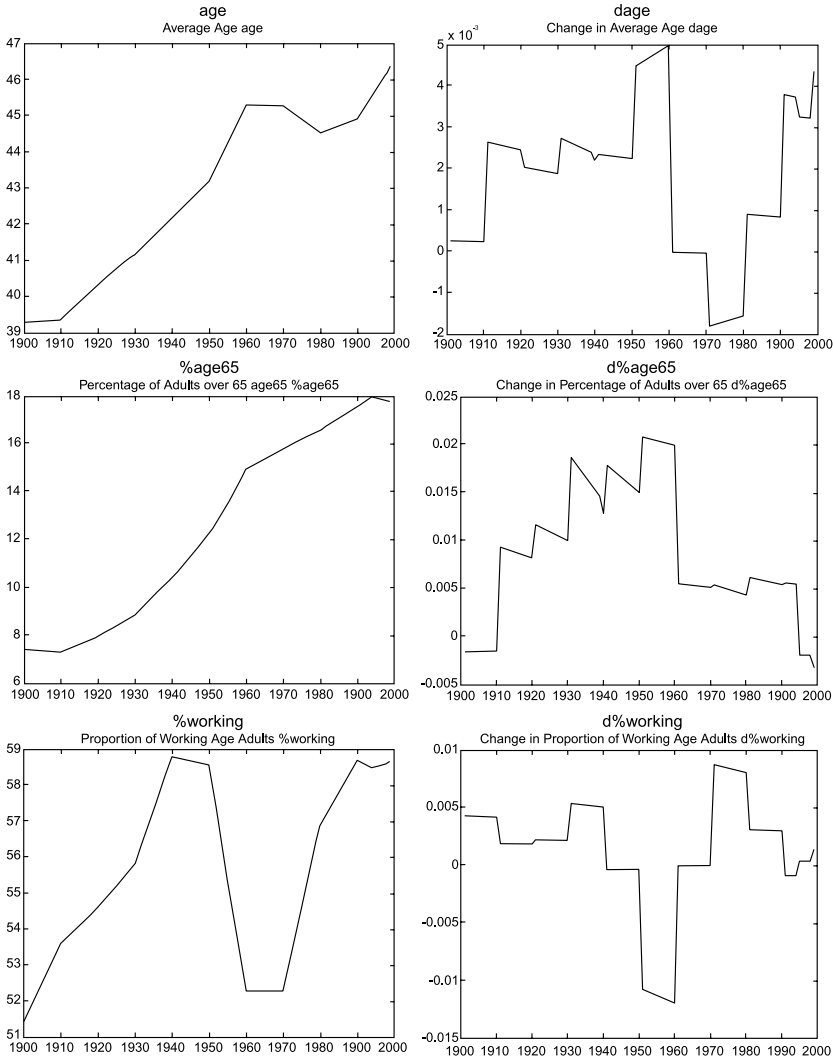 age
Average Age age
47
46
45
44
43
42
41
40
39
1900 1910 1920 1930 1940 1950 1960 1970 1980 1990 2000
dage
Change in Average Age dage
5 x 10-3
4
3
2
1
0
-1
-2
1900 1910 1920 1930 1940 1950 1960 1970 1980 1990 2000
%age65
Percentage of Adults over 65 age65 %age65
18
16
14
12
10
8
6
1900 1910 1920 1930 1940 1950 1960 1970 1980 1990 2000
d%age65
Change in Percentage of Adults over 65 d%age65
0.025
0.02
0.015
0.01
0.005
0
-0.005
1900 1910 1920 1930 1940 1950 1960 1970 1980 1990 2000
%working
Proportion of Working Age Adults %working
59
58
57
56
55
54
53
52
51
1900 1910 1920 1930 1940 1950 1960 1970 1980 1900 2000
d%working
Change in Proportion of Working Age Adults d%working
0.01
0.005
0
-0.005
-0.01
-0.015
1900 1910 1920 1930 1940 1950 1960 1970 1980 1990 2000